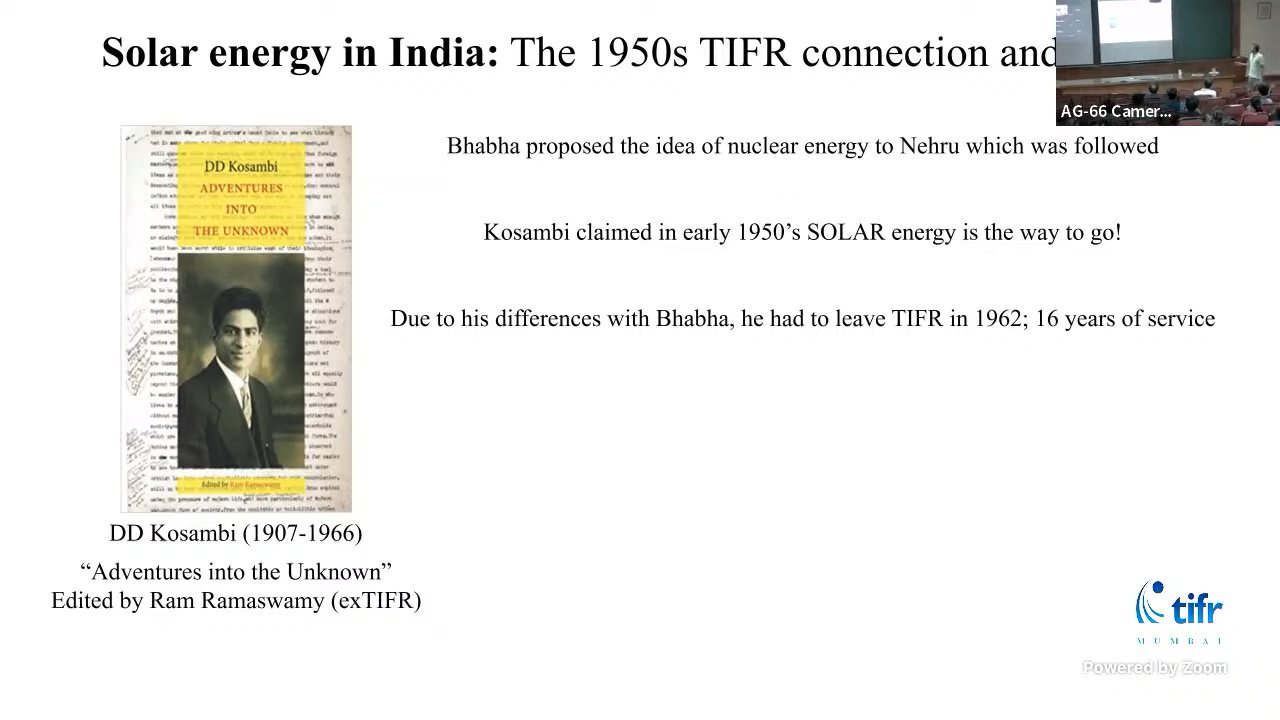 Solar energy in India: The 1950s TIFR connection and
AG-66 Camer...
Bhabha proposed the idea of nuclear energy to Nehru which was followed
Kosambi claimed in early 1950’s SOLAR energy is the way to go!
Due to his differences with Bhabha, he had to leave TIFR in 1962; 16 years of service
DD Kosambi
ADVENTURES
INTO
THE UNKNOWN
Edited by Ram Ramaswamy
DD Kosambi (1907-1966)
“Adventures into the Unknown”
Edited by Ram Ramaswamy (exTIFR)
tifr
MUMBAI
Powered by Zoom